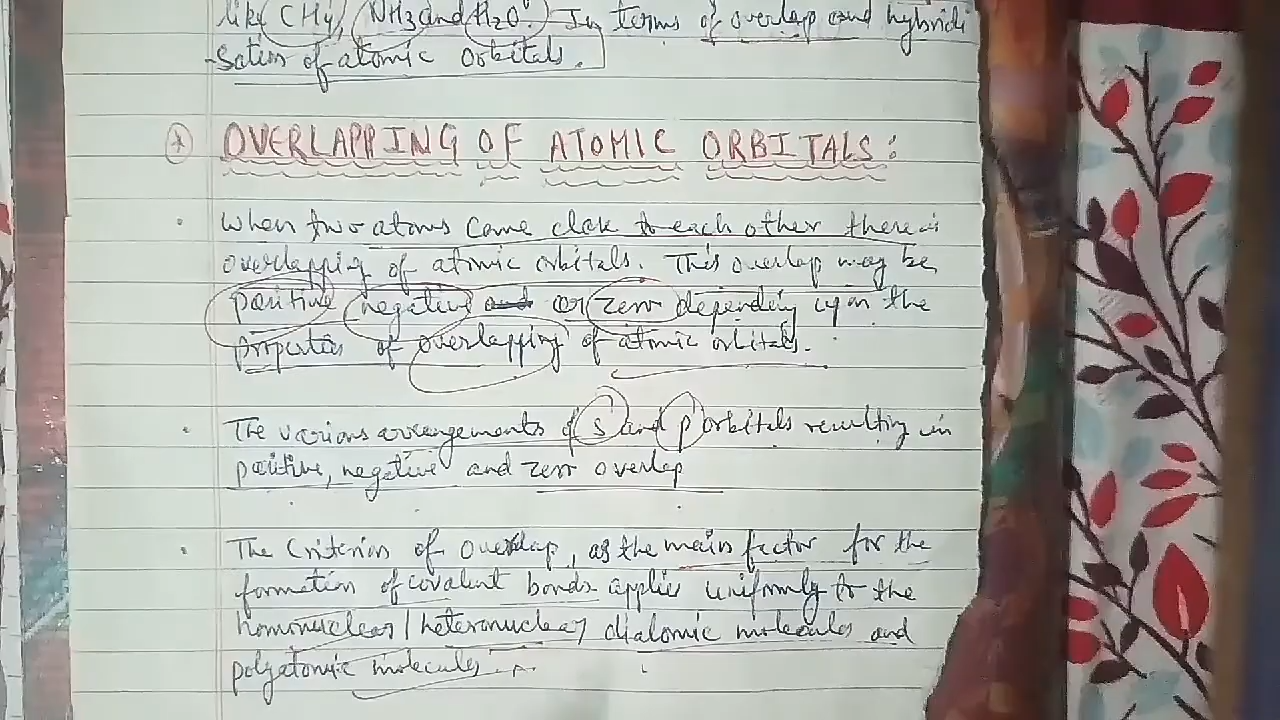 like CH4, NH3 and H2O. In terms of overlap and hybridi
-sation of atomic orbitals.
* OVERLAPPING OF ATOMIC ORBITALS:
• When two atoms come close to each other there is
overlapping of atomic orbitals. This overlap may be
positive negative and or zero depending upon the
properties of overlapping of atomic orbitals.
• The various arrangements of s and p orbitals resulting in
positive, negative and zero overlap
• The Criterion of overlap, as the main factor for the
formation of covalent bonds applies uniformly to the
homonuclear/heteronuclear diatomic molecules and
polyatomic molecules.